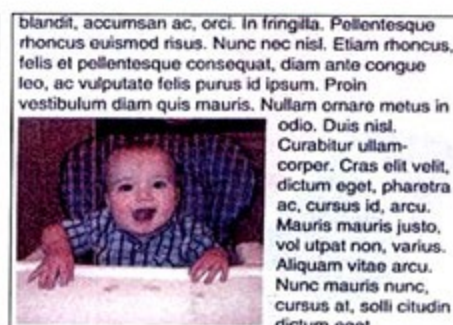 blandit, accumsan ac, orci. In fringilla. Pellentesque
rhoncus euismod risus. Nunc nec nisl. Etiam rhoncus,
felis et pellentesque consequat, diam ante congue
leo, ac vulputate felis purus id ipsum. Proin
vestibulum diam quis mauris. Nullam ornare metus in
odio. Duis nisl.
Curabitur ullam-
corper. Cras elit velit,
dictum eget, pharetra
ac, cursus id, arcu.
Mauris mauris justo,
vol utpat non, varius.
Aliquam vitae arcu.
Nunc mauris nunc,
cursus at, solli citudin
dictum eget